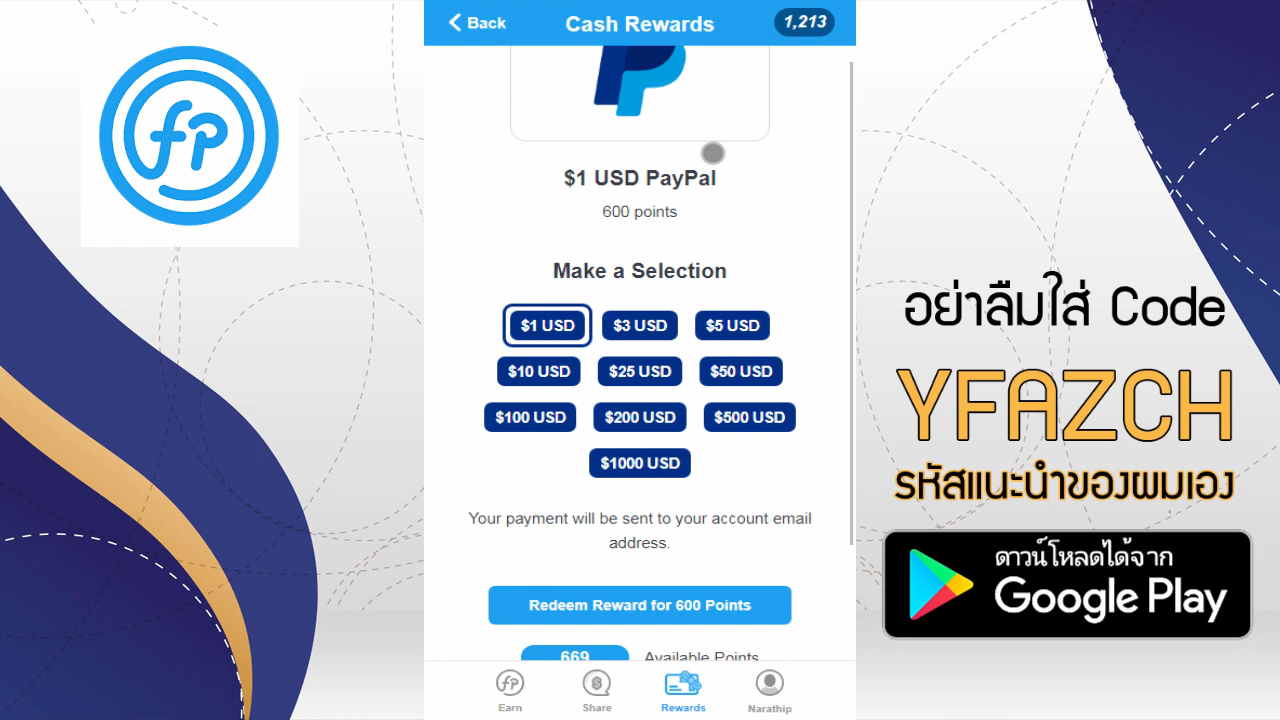 fp
Back
Cash Rewards
1,213
$1 USD PayPal
600 points
Make a Selection
$1 USD
$3 USD
$5 USD
$10 USD
$25 USD
$50 USD
$100 USD
$200 USD
$500 USD
$1000 USD
Your payment will be sent to your account email
address.
Redeem Reward for 600 Points
669
Available Points
fp
Earn
Share
Rewards
Narathip
อย่าลืมใส่ Code
YFAZCH
รหัสแนะนำของผมเอง
ดาวน์โหลดได้จาก
Google Play